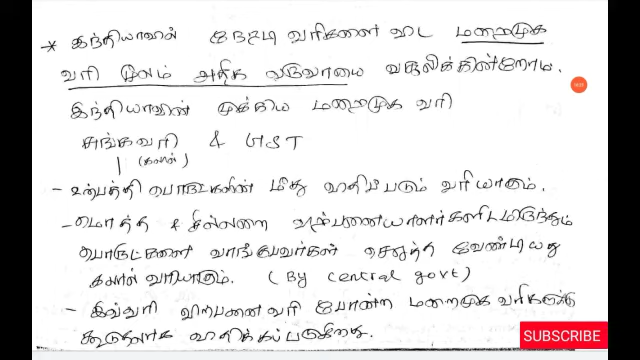 * இந்தியாவில் நேரடி வரிகளை விட மறைமுக
வரி மூலம் அதிக வருவாயை வசூலிக்கின்றோம்.
இந்தியாவின் முக்கிய மறைமுக வரி
சுங்கவரி & GST
(கலால்)
- உற்பத்தி பொருட்களின் மீது விதிக்கப்படும் வரியாகும்.
- மொத்த & சில்லறை விற்பனையாளர்களிடமிருந்தும்
பொருட்களை வாங்குபவர்கள் செலுத்த வேண்டியது
கலால் வரியாகும். (By central govt)
- இவ்வரி விற்பனை வரி போன்ற மறைமுக வரிகளுக்கு
கூடுதலாக விதிக்கப்படுகிறது.
SUBSCRIBE